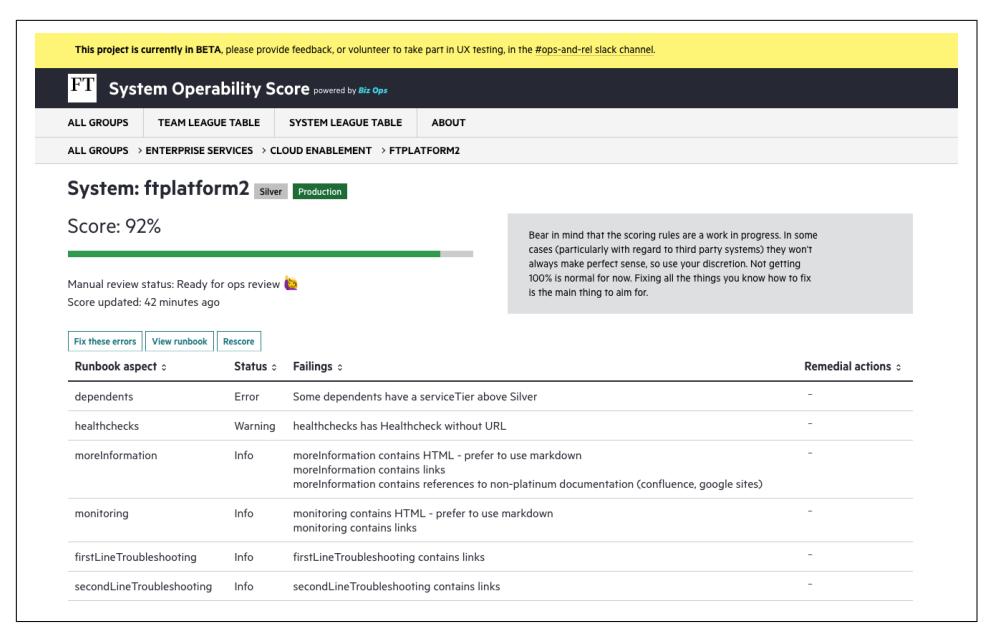 This project is currently in BETA, please provide feedback, or volunteer to take part in UX testing, in the #ops-and-rel slack channel.
FT System Operability Score powered by Biz Ops
ALL GROUPS TEAM LEAGUE TABLE SYSTEM LEAGUE TABLE ABOUT
ALL GROUPS > ENTERPRISE SERVICES > CLOUD ENABLEMENT > FTPLATFORM2
System: ftplatform2 Silver Production
Score: 92%
Bear in mind that the scoring rules are a work in progress. In some
cases (particularly with regard to third party systems) they won't
always make perfect sense, so use your discretion. Not getting
100% is normal for now. Fixing all the things you know how to fix
is the main thing to aim for.
Manual review status: Ready for ops review 🙋
Score updated: 42 minutes ago
Fix these errors View runbook Rescore
Runbook aspect Status Failings Remedial actions
dependents Error Some dependents have a serviceTier above Silver –
healthchecks Warning healthchecks has Healthcheck without URL –
moreInformation Info moreInformation contains HTML - prefer to use markdown –
moreInformation contains links
moreInformation contains references to non-platinum documentation (confluence, google sites)
monitoring Info monitoring contains HTML - prefer to use markdown –
monitoring contains links
firstLineTroubleshooting Info firstLineTroubleshooting contains links –
secondLineTroubleshooting Info secondLineTroubleshooting contains links –